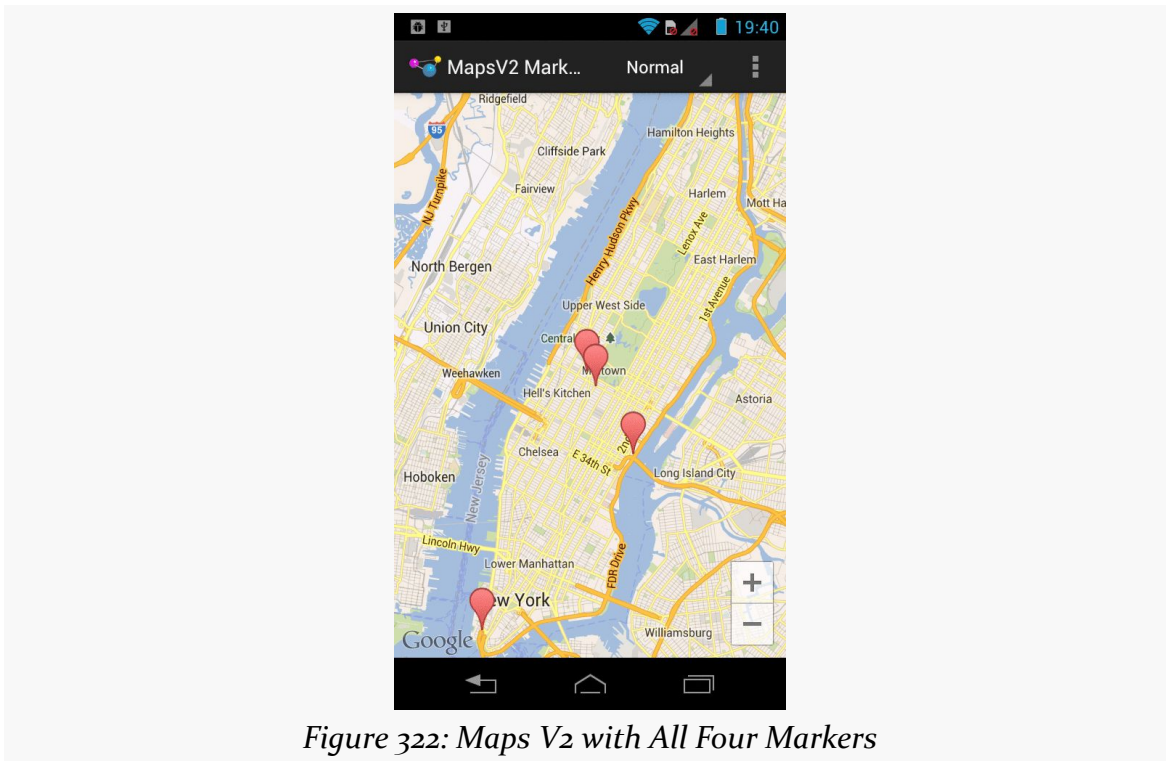 19:40
MapsV2 Mark...
Normal
Ridgefield
95
Hamilton Heights
Cliffside Park
Fairview
NJ Turnpike
Harlem
Mott Ha
Henry Hudson Pkwy
Lenox Ave
East Harlem
North Bergen
1st Avenue
Upper West Side
Union City
Central
town
Weehawken
Hell's Kitchen
Astoria
Chelsea
E 34th St
2nd
Long Island City
Hoboken
New Jersey
Lincoln Hwy
Lower Manhattan
FDR Drive
+
ew York
−
Williamsburg
Google
Figure 322: Maps V2 with All Four Markers